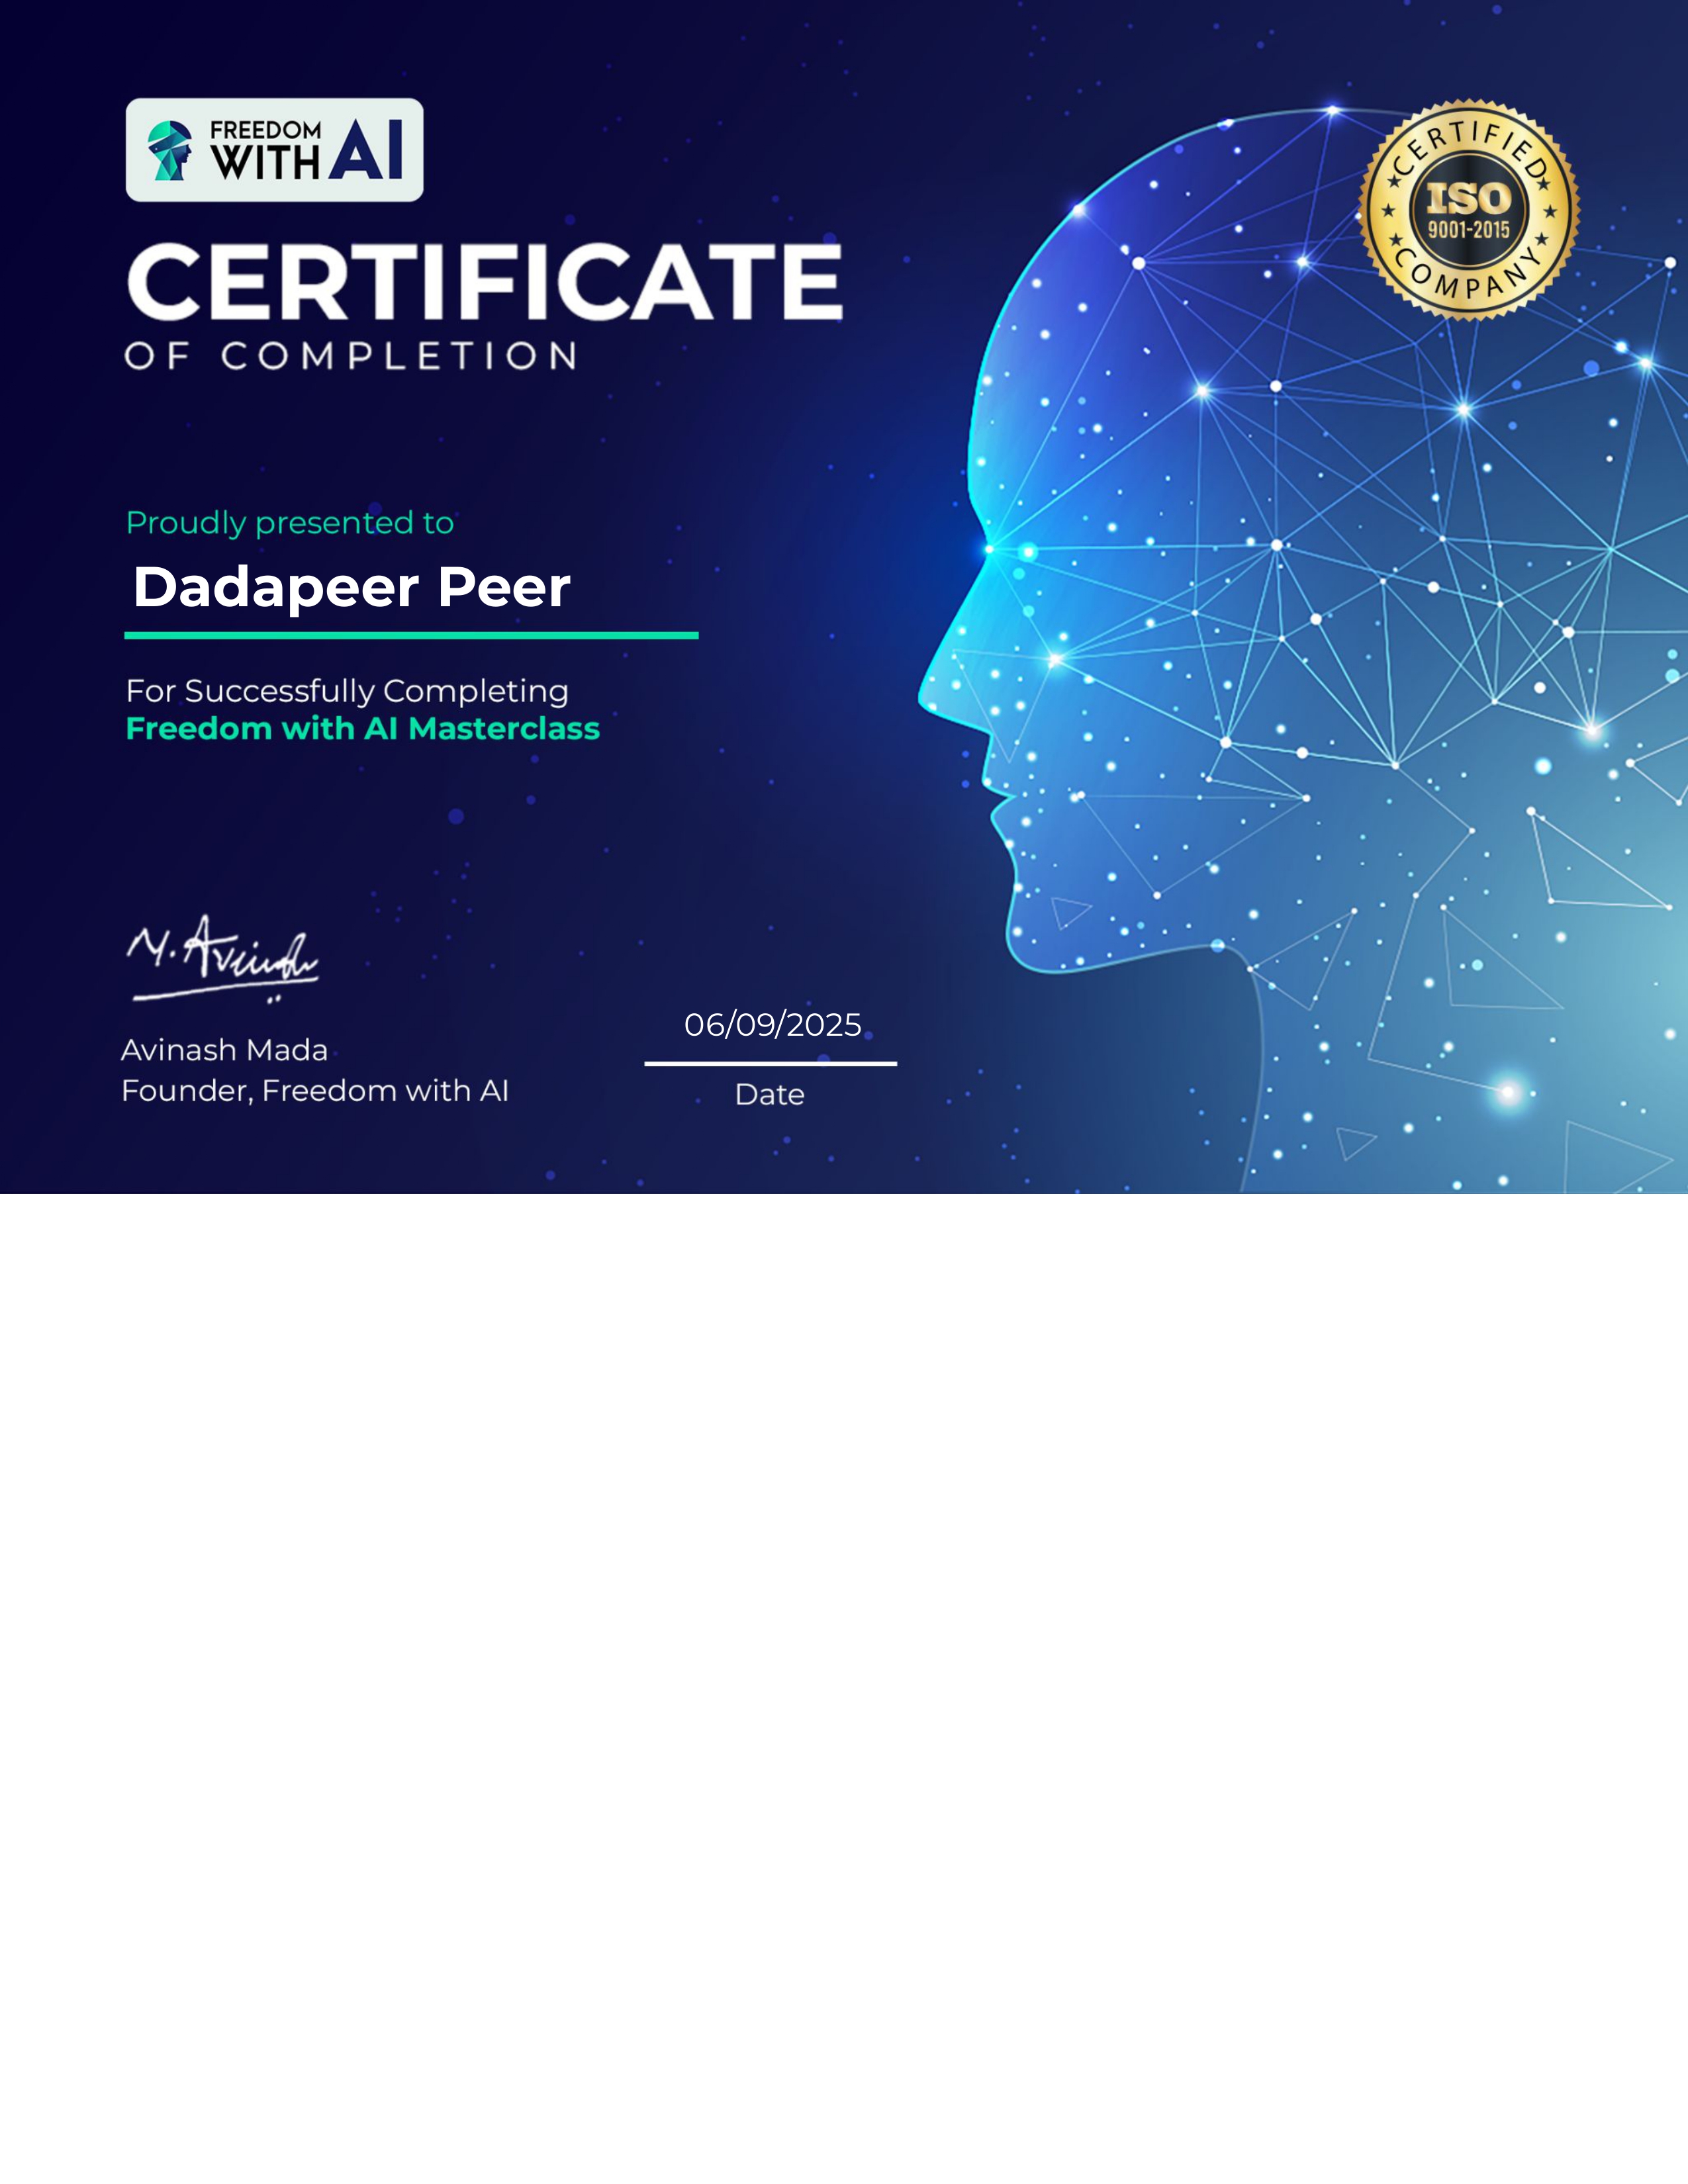 FREEDOM
WITH AI
CERTIFICATE
OF COMPLETION
CERTIFIED
ISO
9001-2015
COMPANY
Proudly presented to
Dadapeer Peer
For Successfully Completing
Freedom with AI Masterclass
M. Avinash
Avinash Mada
Founder, Freedom with AI
06/09/2025
Date